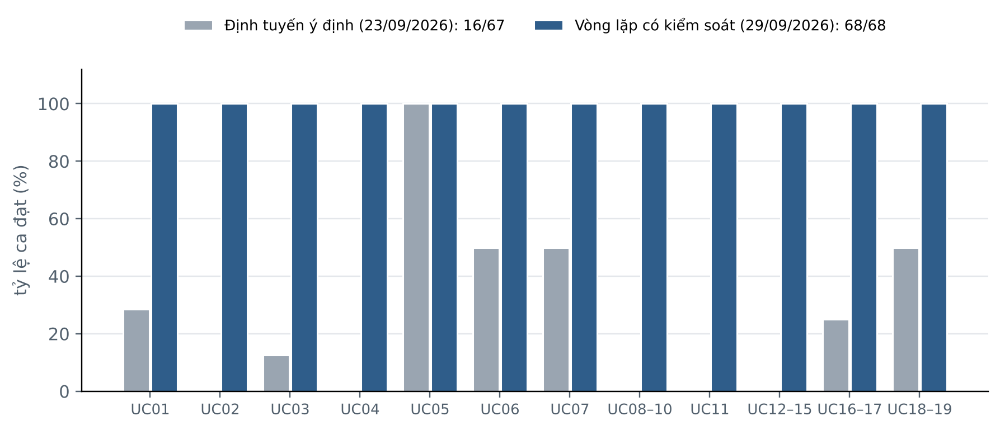 Định tuyến ý định (23/09/2026): 16/67
Vòng lặp có kiểm soát (29/09/2026): 68/68
tỷ lệ ca đạt (%)
100
80
60
40
20
0
UC01 UC02 UC03 UC04 UC05 UC06 UC07 UC08–10 UC11 UC12–15 UC16–17 UC18–19